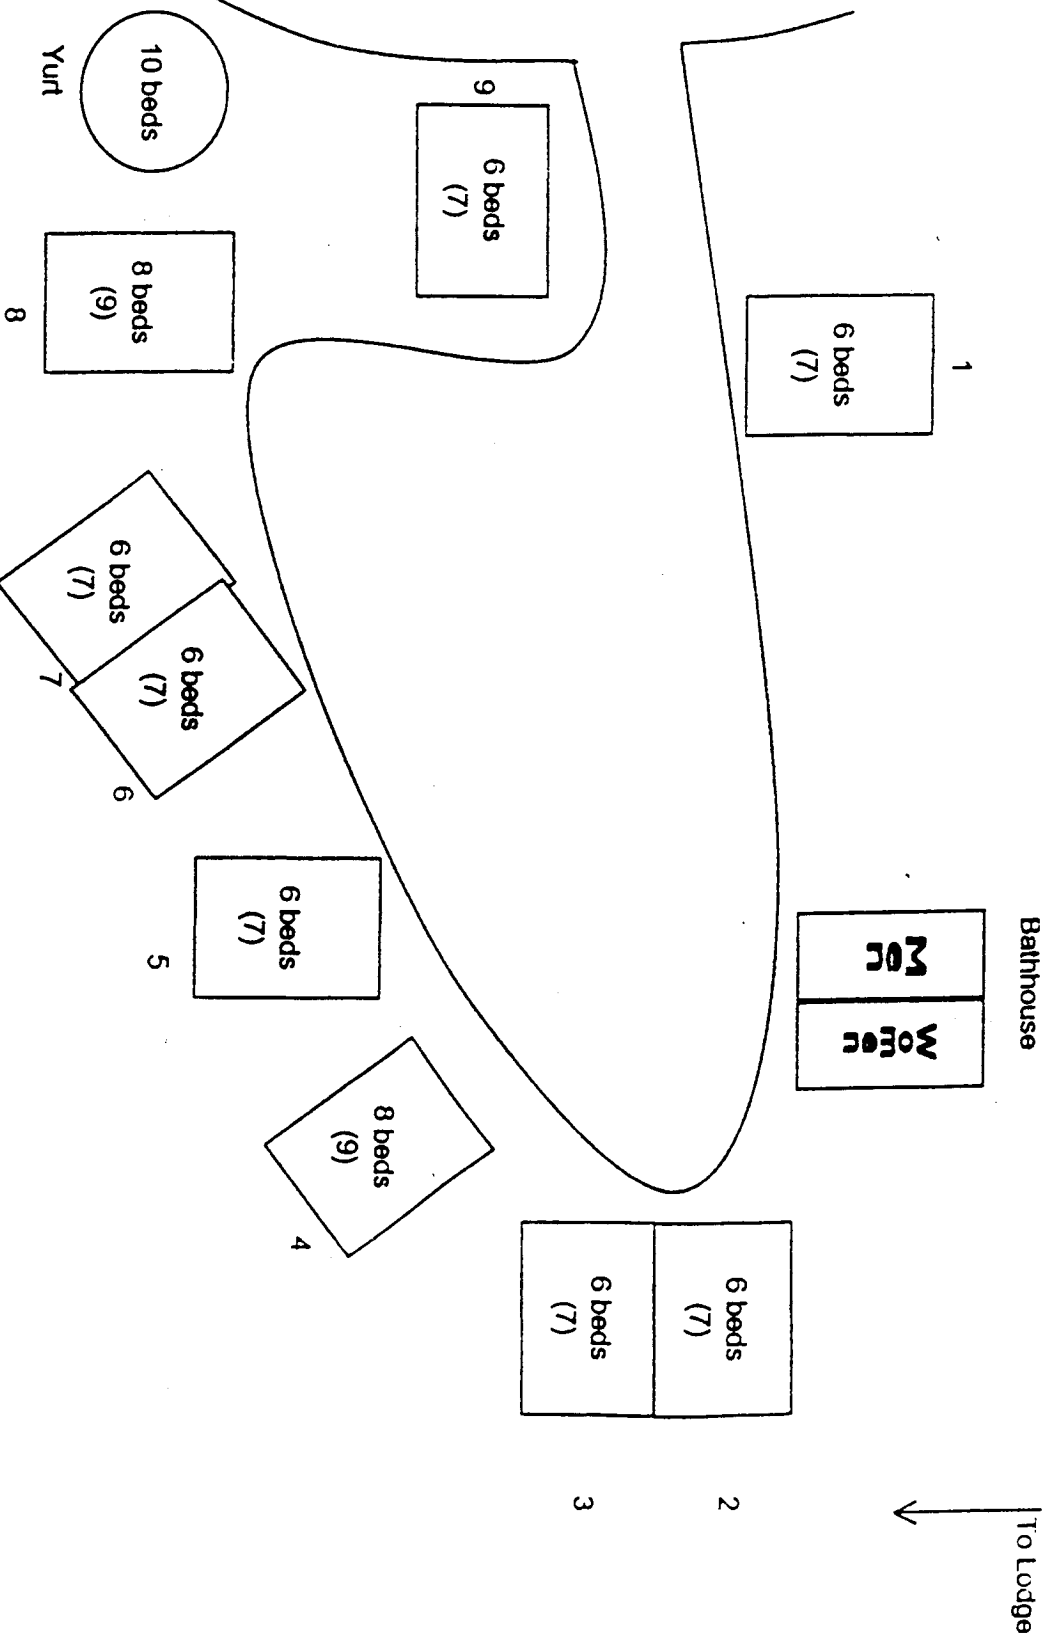 To Lodge
Bathhouse
Men
Women
1
6 beds
(7)
2
6 beds
(7)
3
6 beds
(7)
4
8 beds
(9)
5
6 beds
(7)
6
6 beds
(7)
7
6 beds
(7)
8
8 beds
(9)
9
6 beds
(7)
10 beds
Yurt